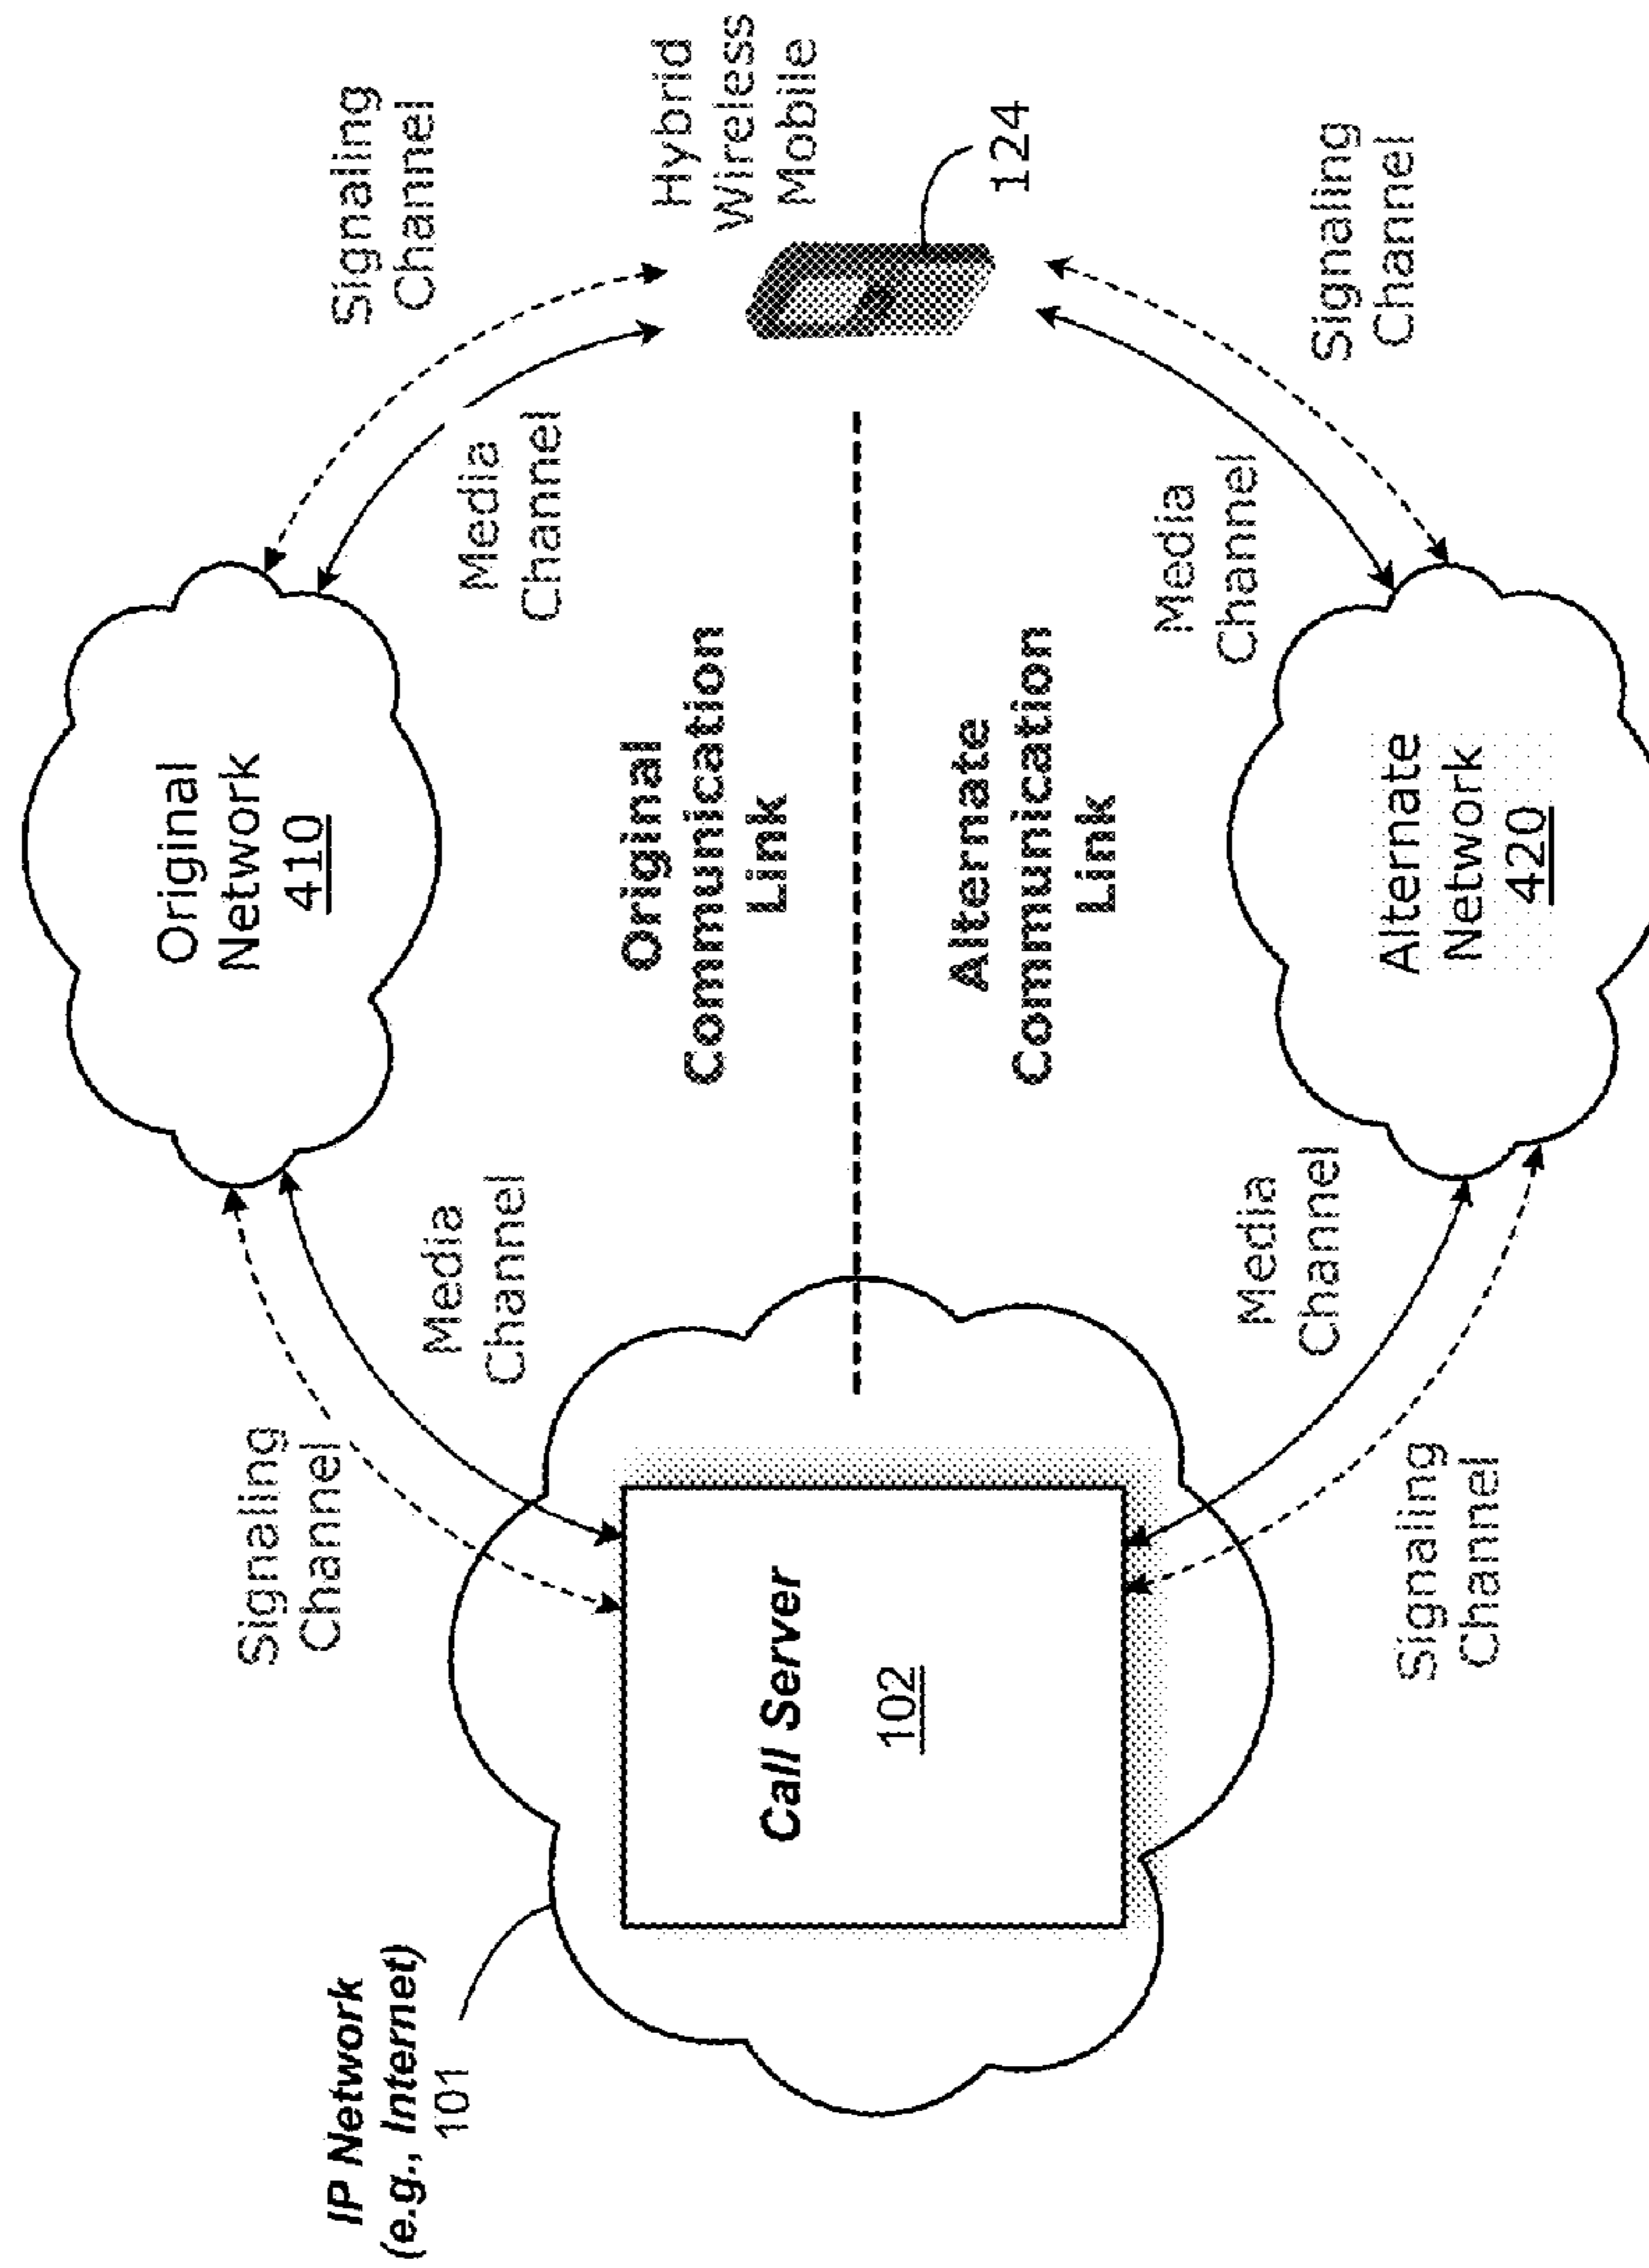 IP Network
(e.g., Internet)
101
Call Server
102
Signaling
Channel
Media
Channel
Original
Network
410
Signaling
Channel
Media
Channel
Original
Communication
Link
Alternate
Communication
Link
Hybrid
Wireless
Mobile
124
Media
Channel
Signaling
Channel
Alternate
Network
420
Media
Channel
Signaling
Channel